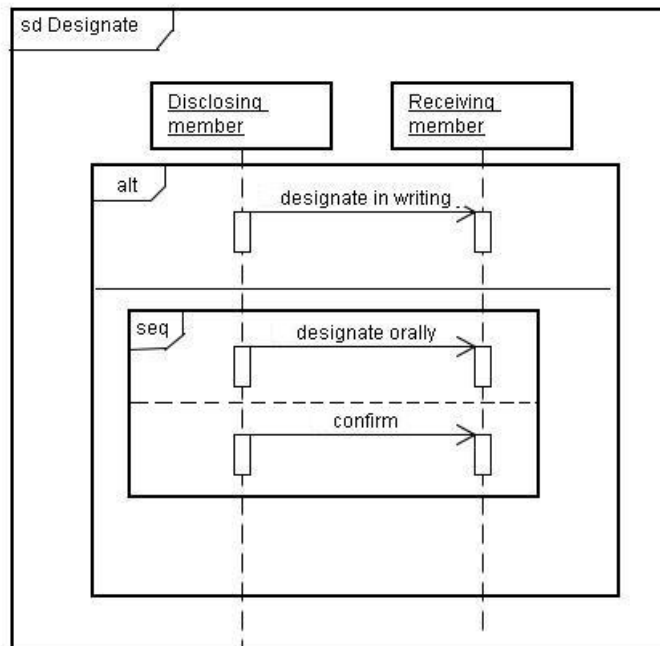 sd Designate
Disclosing
member
Receiving
member
alt
designate in writing
seq
designate orally
confirm